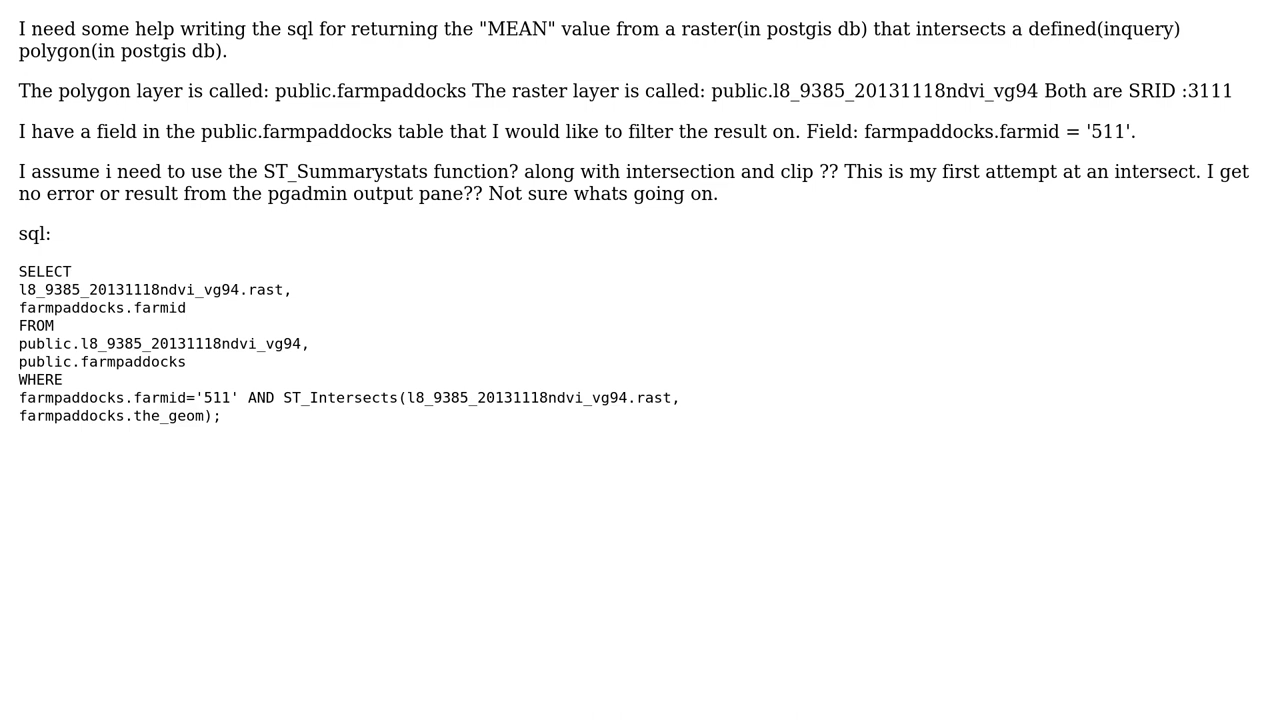 I need some help writing the sql for returning the "MEAN" value from a raster(in postgis db) that intersects a defined(inquery)
polygon(in postgis db).
The polygon layer is called: public.farmpaddocks The raster layer is called: public.l8_9385_20131118ndvi_vg94 Both are SRID :3111
I have a field in the public.farmpaddocks table that I would like to filter the result on. Field: farmpaddocks.farmid = '511'.
I assume i need to use the ST_Summarystats function? along with intersection and clip ?? This is my first attempt at an intersect. I get
no error or result from the pgadmin output pane?? Not sure whats going on.
sql:
SELECT
l8_9385_20131118ndvi_vg94.rast,
farmpaddocks.farmid
FROM
public.l8_9385_20131118ndvi_vg94,
public.farmpaddocks
WHERE
farmpaddocks.farmid='511' AND ST_Intersects(l8_9385_20131118ndvi_vg94.rast,
farmpaddocks.the_geom);